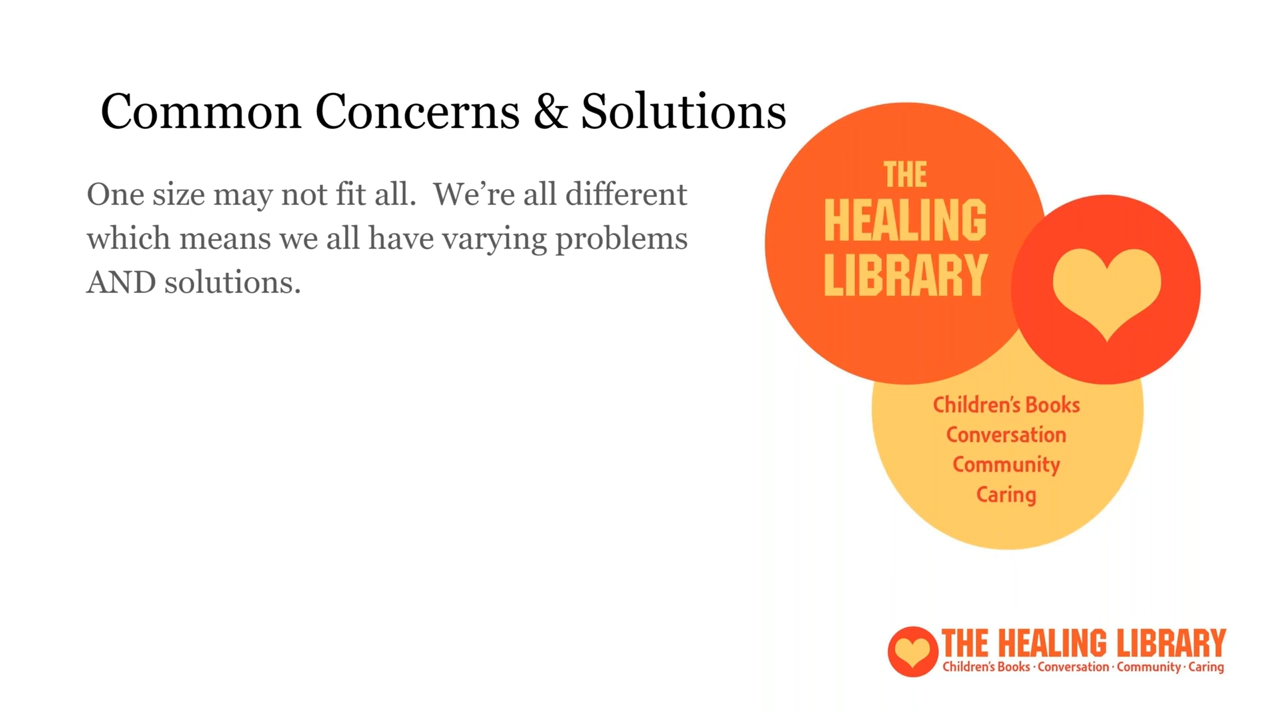 Common Concerns & Solutions
One size may not fit all.  We’re all different
which means we all have varying problems
AND solutions.
THE
HEALING
LIBRARY
Children's Books
Conversation
Community
Caring
THE HEALING LIBRARY
Children's Books · Conversation · Community · Caring